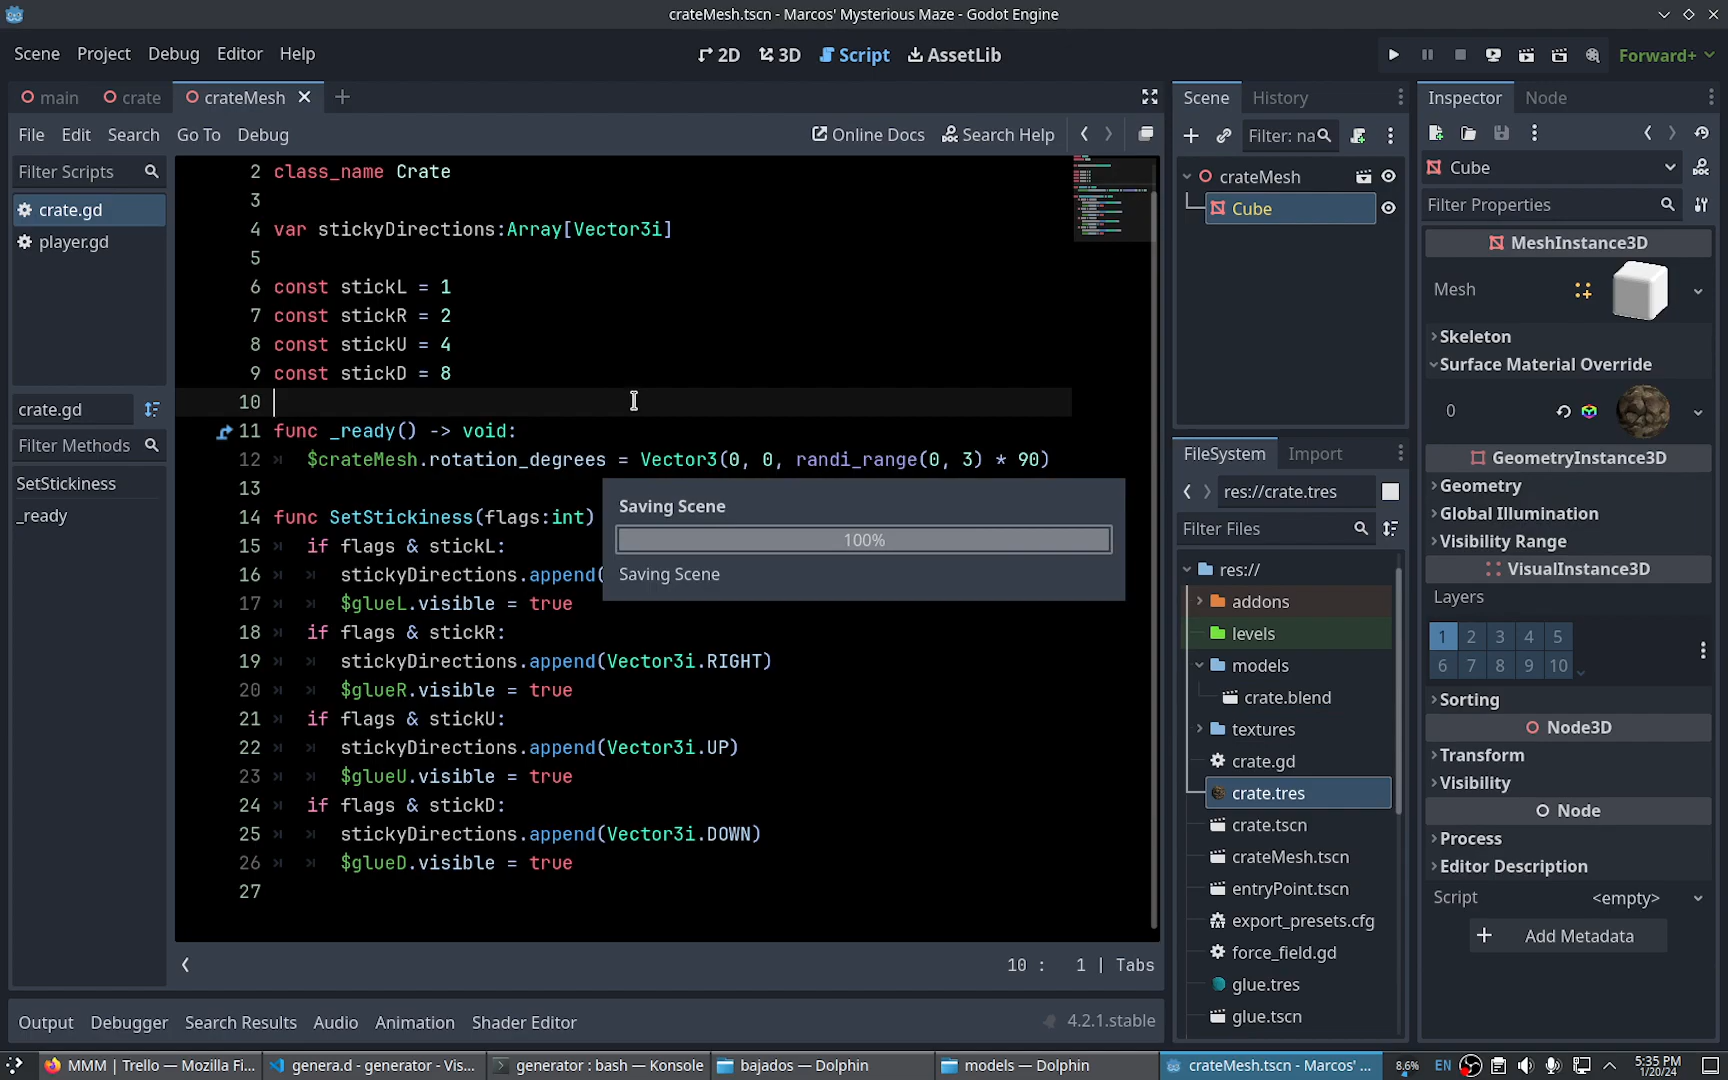 crateMesh.tscn - Marcos' Mysterious Maze - Godot Engine
Scene Project Debug Editor Help
2D 3D Script AssetLib
Forward+
main crate crateMesh
File Edit Search Go To Debug
Online Docs Search Help
Filter Scripts
crate.gd
player.gd
crate.gd
Filter Methods
SetStickiness
_ready
2 class_name Crate
3
4 var stickyDirections:Array[Vector3i]
5
6 const stickL = 1
7 const stickR = 2
8 const stickU = 4
9 const stickD = 8
10
11 func _ready() -> void:
12 $crateMesh.rotation_degrees = Vector3(0, 0, randi_range(0, 3) * 90)
13
14 func SetStickiness(flags:int)
15 if flags & stickL:
16 stickyDirections.append(
17 $glueL.visible = true
18 if flags & stickR:
19 stickyDirections.append(Vector3i.RIGHT)
20 $glueR.visible = true
21 if flags & stickU:
22 stickyDirections.append(Vector3i.UP)
23 $glueU.visible = true
24 if flags & stickD:
25 stickyDirections.append(Vector3i.DOWN)
26 $glueD.visible = true
27
Saving Scene
100%
Saving Scene
10 : 1 | Tabs
Output Debugger Search Results Audio Animation Shader Editor
4.2.1.stable
Scene History
Filter: na
crateMesh
Cube
FileSystem Import
res://crate.tres
Filter Files
res://
addons
levels
models
crate.blend
textures
crate.gd
crate.tres
crate.tscn
crateMesh.tscn
entryPoint.tscn
export_presets.cfg
force_field.gd
glue.tres
glue.tscn
Inspector Node
Cube
DOC
Filter Properties
MeshInstance3D
Mesh
Skeleton
Surface Material Override
0
GeometryInstance3D
Geometry
Global Illumination
Visibility Range
VisualInstance3D
Layers
1 2 3 4 5
6 7 8 9 10
Sorting
Node3D
Transform
Visibility
Node
Process
Editor Description
Script <empty>
Add Metadata
MMM | Trello — Mozilla Fi...
genera.d - generator - Vis...
generator : bash — Konsole
bajados — Dolphin
models — Dolphin
crateMesh.tscn - Marcos' ...
8.6%
EN
5:35 PM
1/20/24